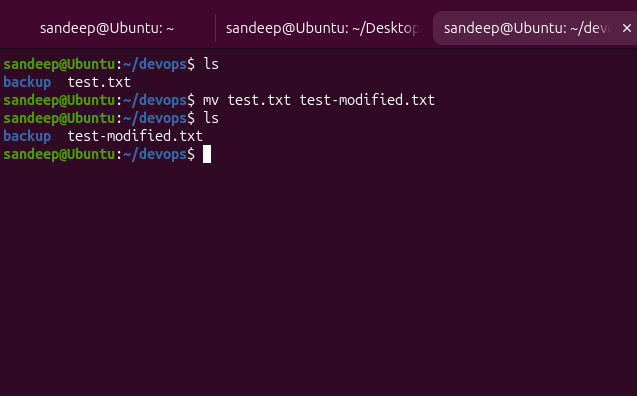 sandeep@Ubuntu: ~ sandeep@Ubuntu: ~/Desktop sandeep@Ubuntu: ~/dev ×
sandeep@Ubuntu:~/devops$ ls
backup  test.txt
sandeep@Ubuntu:~/devops$ mv test.txt test-modified.txt
sandeep@Ubuntu:~/devops$ ls
backup  test-modified.txt
sandeep@Ubuntu:~/devops$